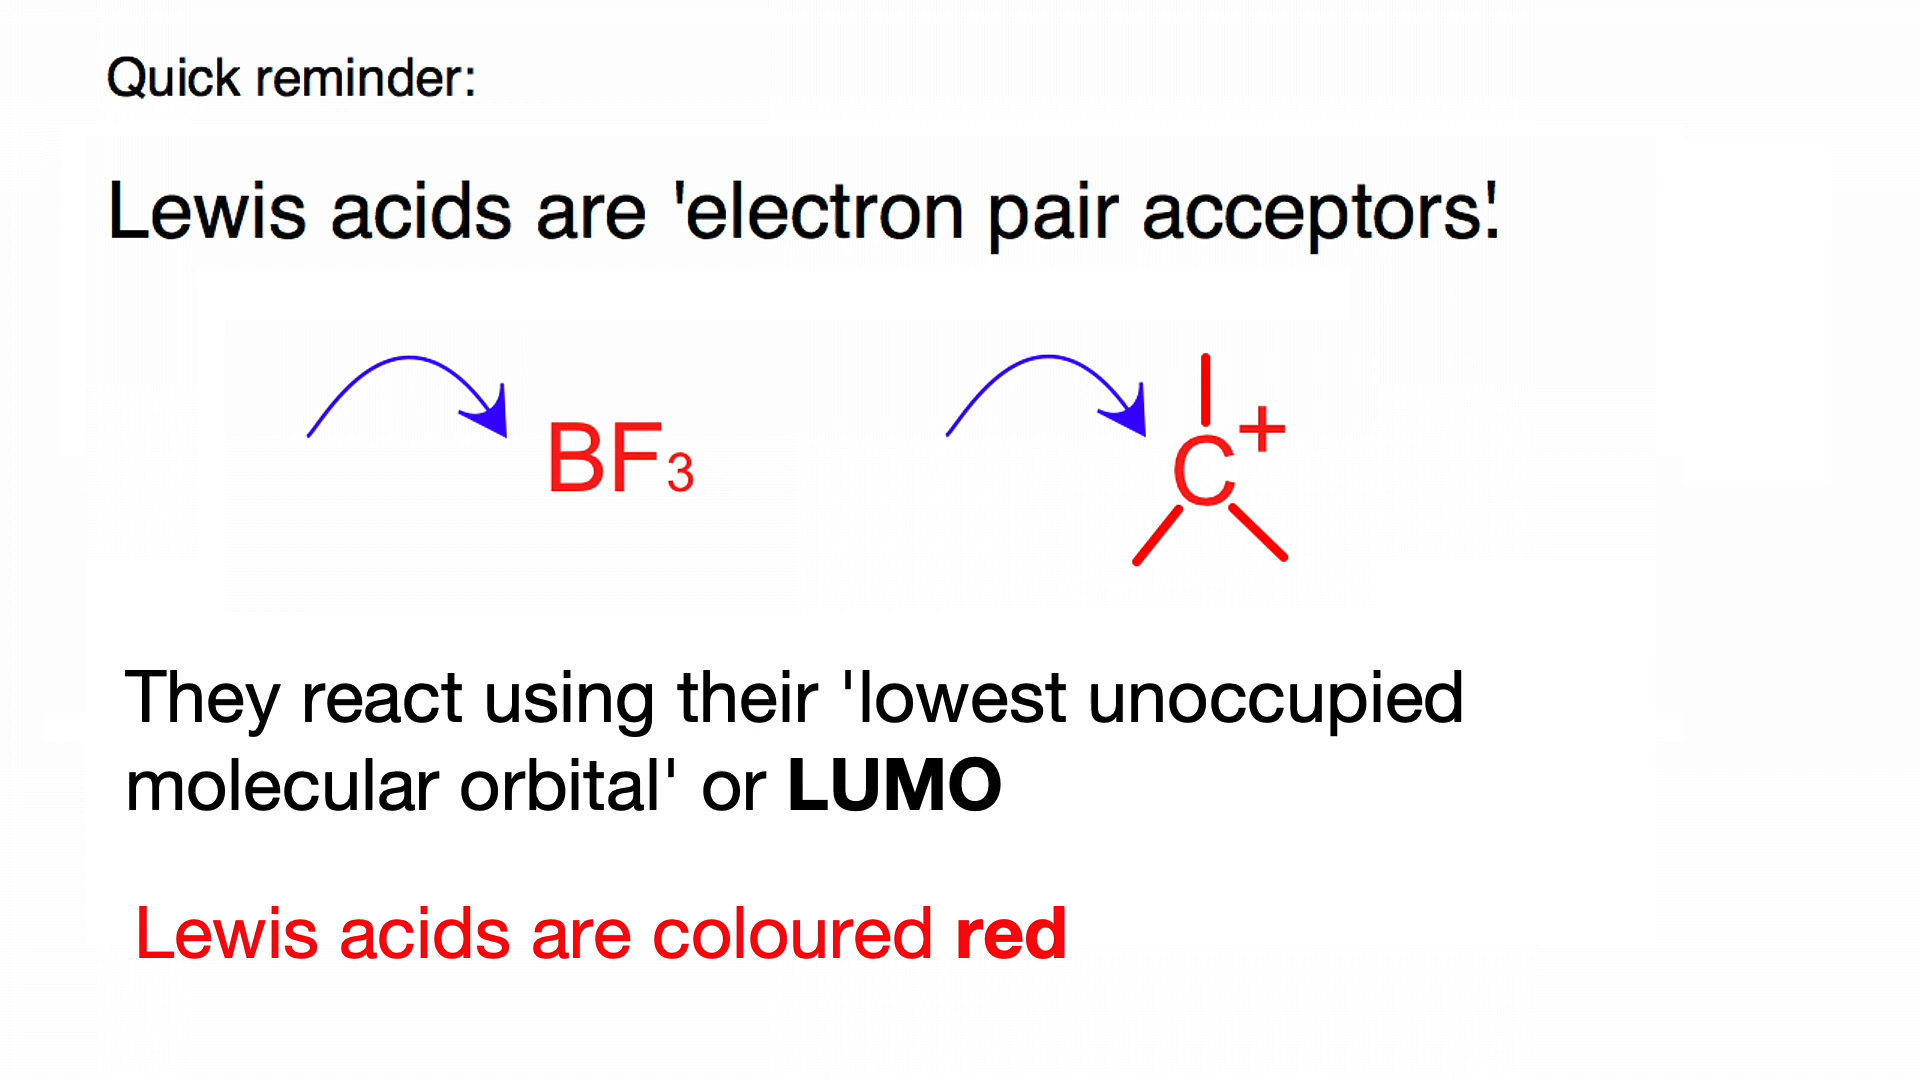 Quick reminder:
Lewis acids are 'electron pair acceptors'.
BF₃
C⁺
They react using their 'lowest unoccupied
molecular orbital' or LUMO
Lewis acids are coloured red